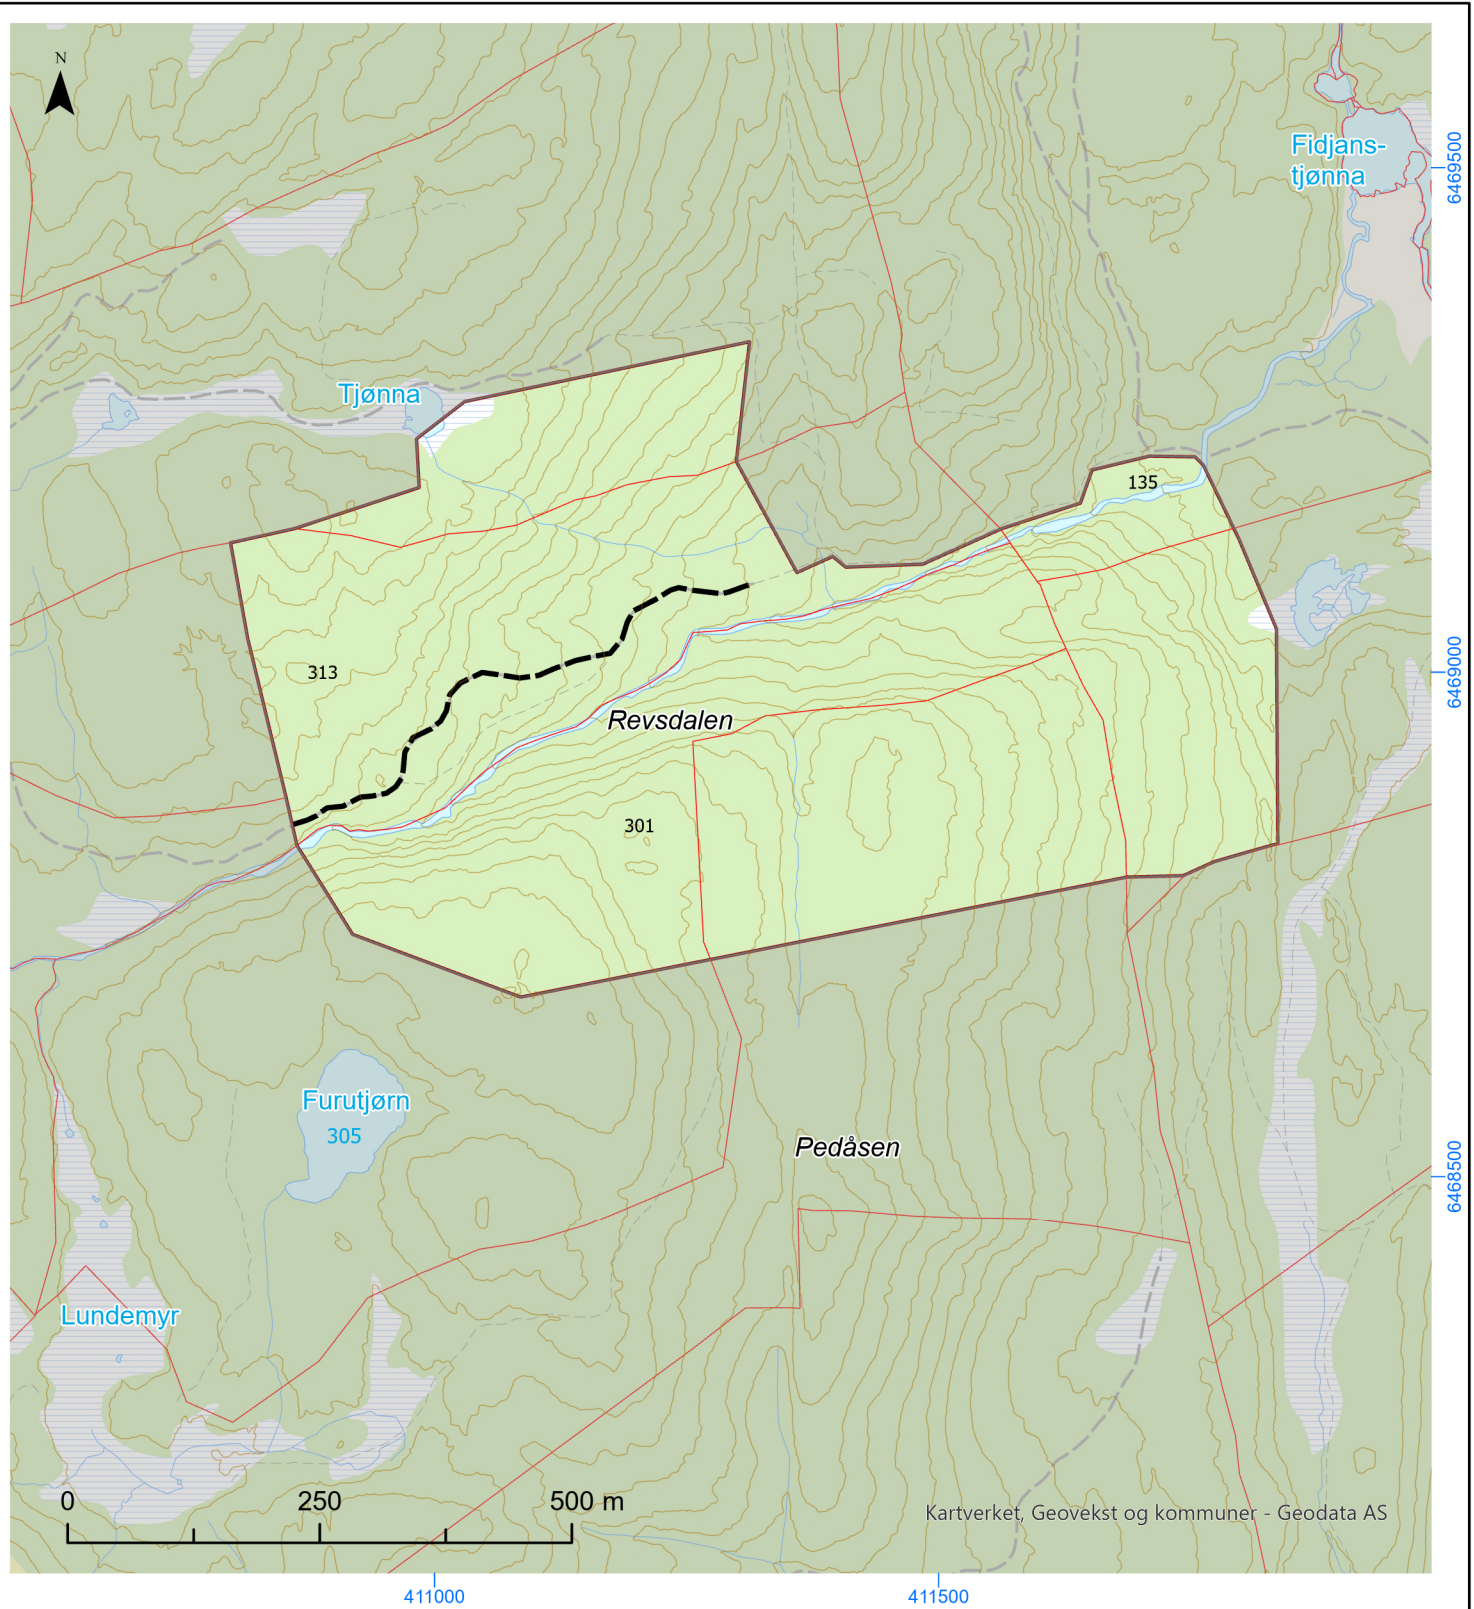 N
Fidjans-
tjønna
6469500
Tjønna
135
313
6469000
Revsdalen
301
Furutjørn
305
Pedåsen
6468500
Lundemyr
0 250 500 m
Kartverket, Geovekst og kommuner - Geodata AS
411000 411500